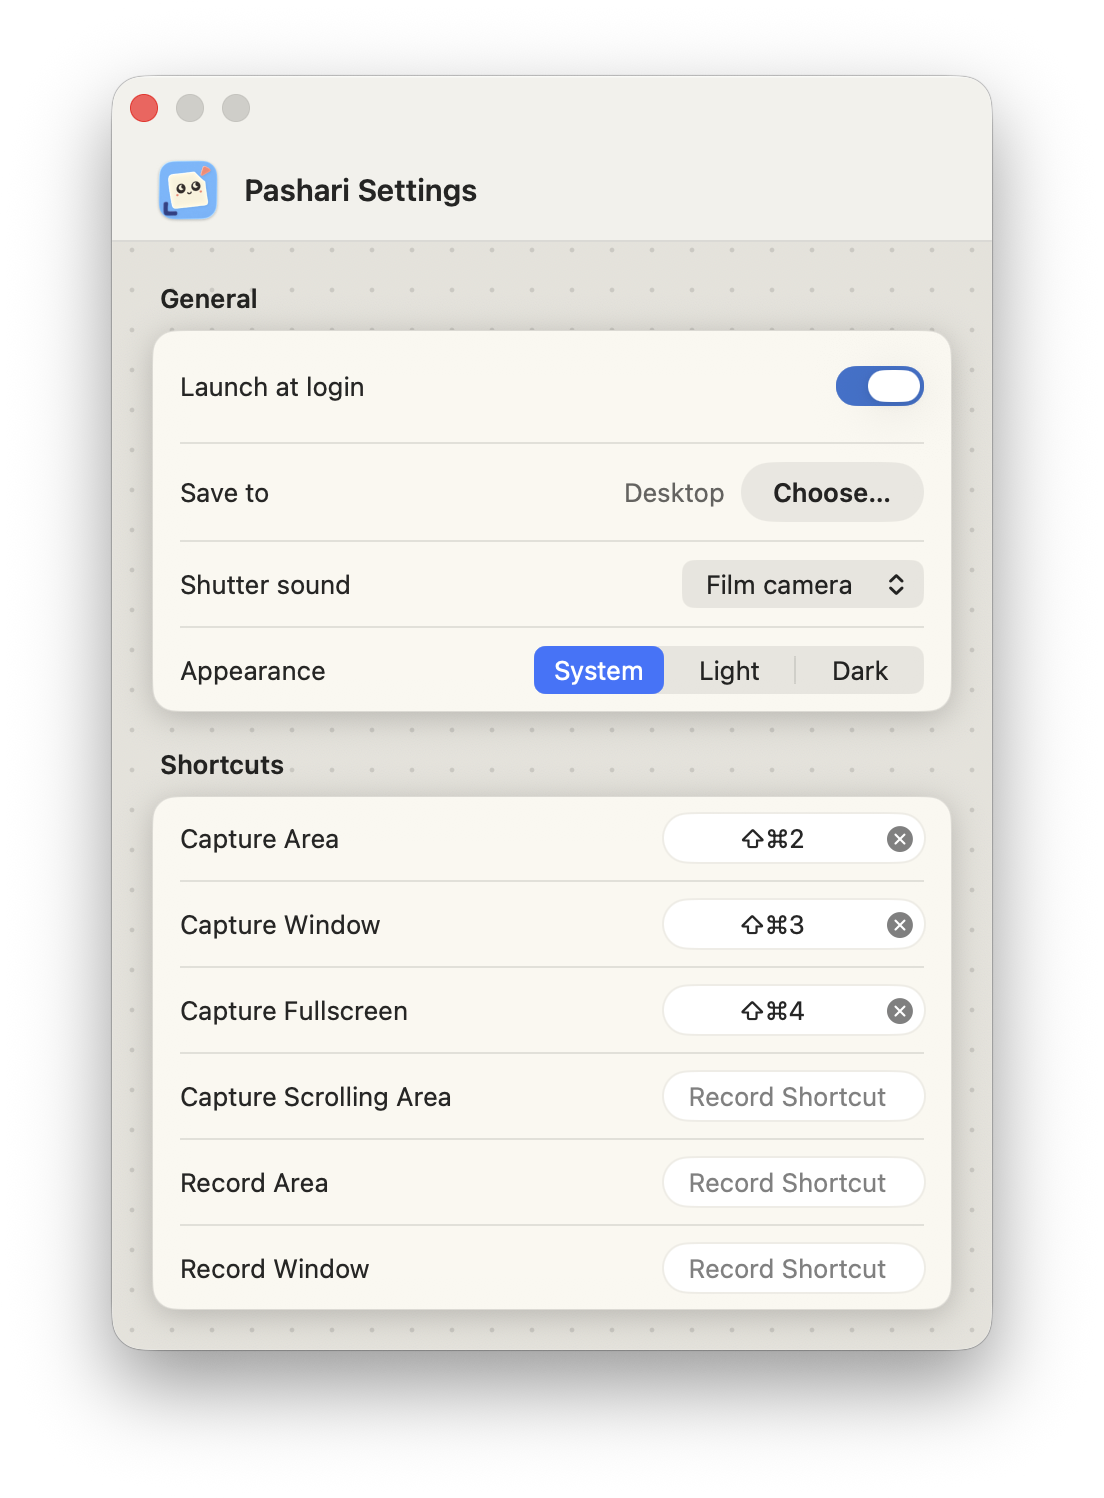 Pashari Settings
General
Launch at login
Save to Desktop Choose...
Shutter sound Film camera
Appearance System Light Dark
Shortcuts
Capture Area ⇧⌘2
Capture Window ⇧⌘3
Capture Fullscreen ⇧⌘4
Capture Scrolling Area Record Shortcut
Record Area Record Shortcut
Record Window Record Shortcut